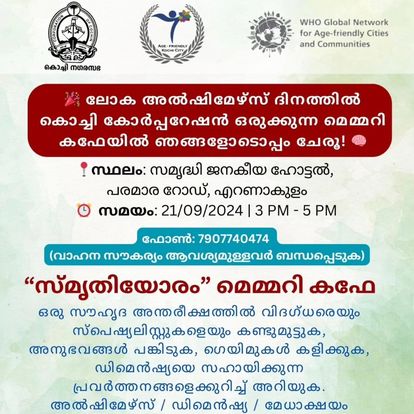 കൊച്ചി നഗരസഭ
AGE-FRIENDLY
KOCHI CITY
WHO Global Network
for Age-friendly Cities
and Communities
🎉 ലോക അൽഷിമേഴ്സ് ദിനത്തിൽ
കൊച്ചി കോർപ്പറേഷൻ ഒരുക്കുന്ന മെമ്മറി
കഫേയിൽ ഞങ്ങളോടൊപ്പം ചേരൂ! 🧠
📍സ്ഥലം: സമൃദ്ധി ജനകീയ ഹോട്ടൽ,
പരമാര റോഡ്, എറണാകുളം
⏰ സമയം: 21/09/2024 | 3 PM - 5 PM
ഫോൺ: 7907740474
(വാഹന സൗകര്യം ആവശ്യമുള്ളവർ ബന്ധപ്പെടുക)
“സ്മൃതിയോരം” മെമ്മറി കഫേ
ഒരു സൗഹൃദ അന്തരീക്ഷത്തിൽ വിദഗ്ധരെയും
സ്പെഷ്യലിസ്റ്റുകളെയും കണ്ടുമുട്ടുക,
അനുഭവങ്ങൾ പങ്കിടുക, ഗെയിമുകൾ കളിക്കുക,
ഡിമെൻഷ്യയെ സഹായിക്കുന്ന
പ്രവർത്തനങ്ങളെക്കുറിച്ച് അറിയുക.
അൽഷിമേഴ്സ് / ഡിമെൻഷ്യ / മേധാക്ഷയം